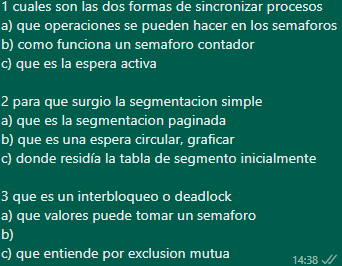 1 cuales son las dos formas de sincronizar procesos
a) que operaciones se pueden hacer en los semaforos
b) como funciona un semaforo contador
c) que es la espera activa

2 para que surgio la segmentacion simple
a) que es la segmentacion paginada
b) que es una espera circular, graficar
c) donde residía la tabla de segmento inicialmente

3 que es un interbloqueo o deadlock
a) que valores puede tomar un semaforo
b)
c) que entiende por exclusion mutua
14:38